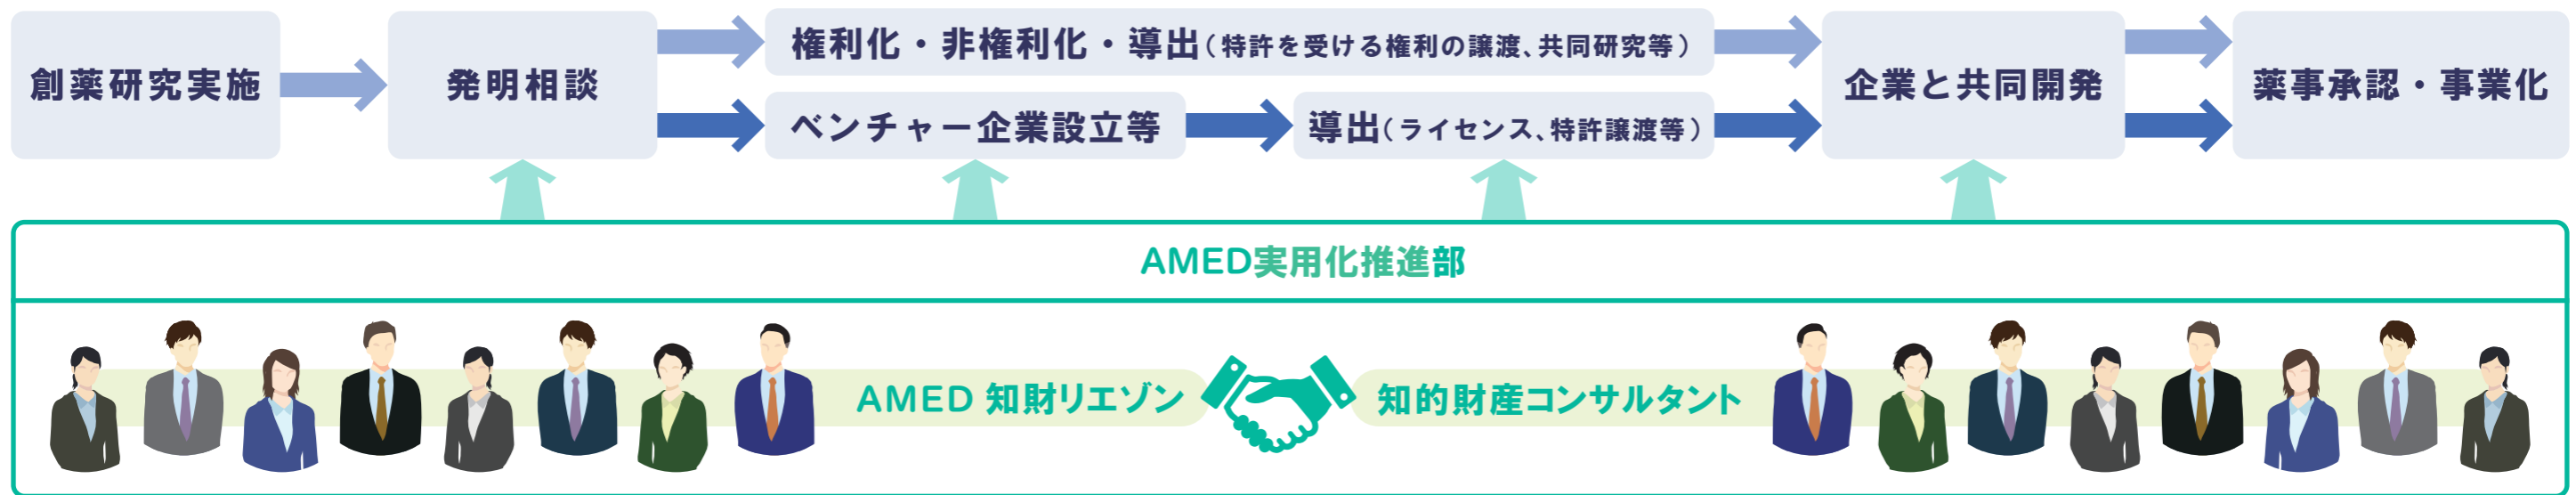 創薬研究実施
発明相談
権利化・非権利化・導出(特許を受ける権利の譲渡、共同研究等)
ベンチャー企業設立等
導出(ライセンス、特許譲渡等)
企業と共同開発
薬事承認・事業化
AMED実用化推進部
AMED 知財リエゾン
知的財産コンサルタント